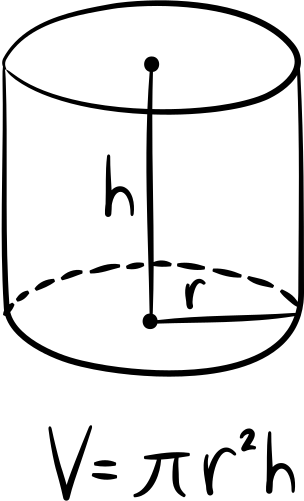 h
r
V = πr²h